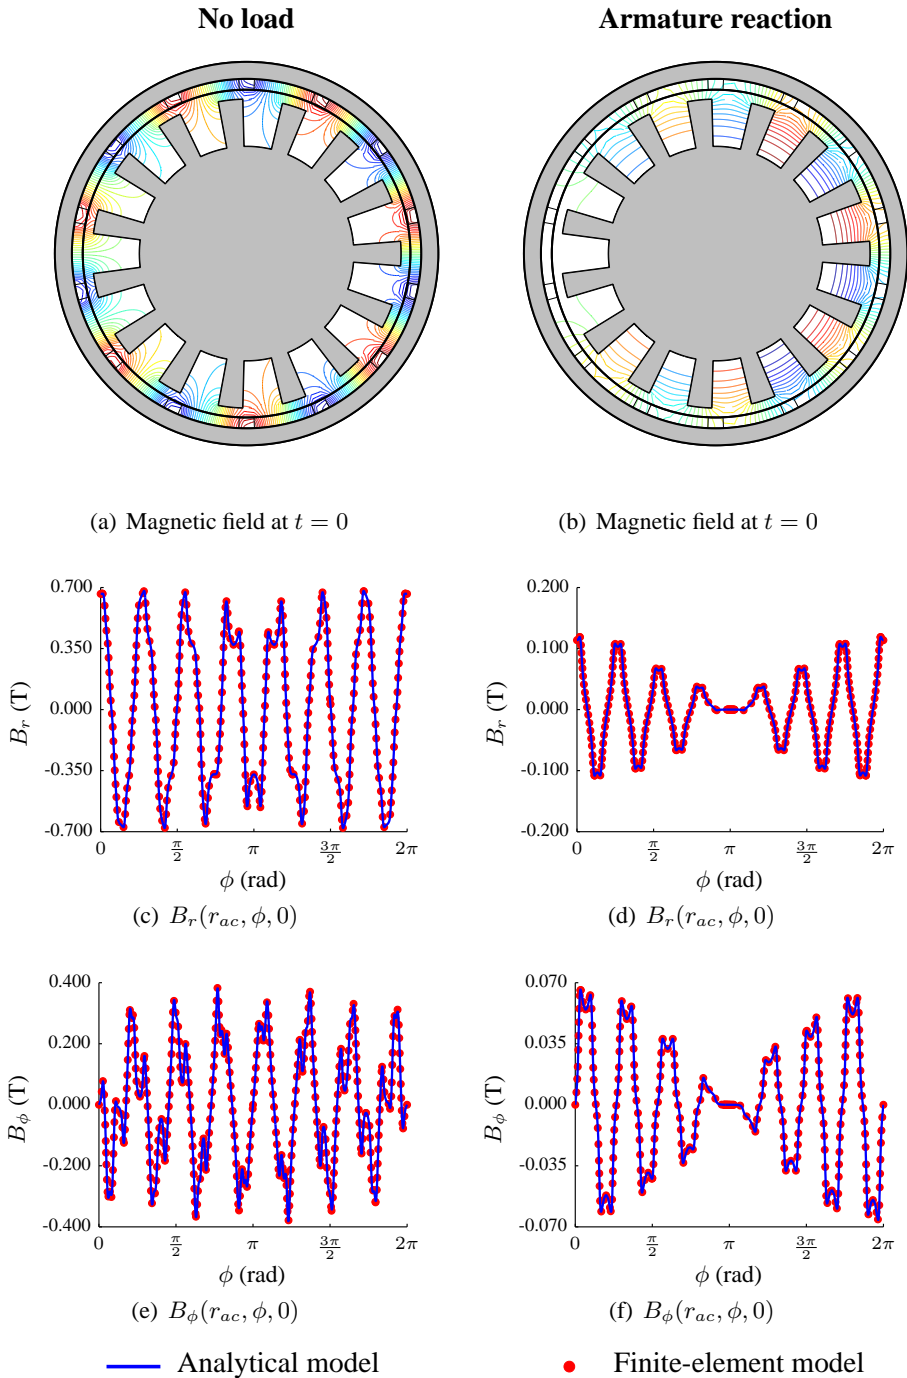 No load Armature reaction
(a) Magnetic field at t = 0 (b) Magnetic field at t = 0
0.700 0.200
0.350 0.100
0.000 0.000
-0.350 -0.100
-0.700 -0.200
B_r (T) B_r (T)
0 π/2 π 3π/2 2π 0 π/2 π 3π/2 2π
ϕ (rad) ϕ (rad)
(c) B_r(r_ac, ϕ, 0) (d) B_r(r_ac, ϕ, 0)
0.400 0.070
0.200 0.035
0.000 0.000
-0.200 -0.035
-0.400 -0.070
B_ϕ (T) B_ϕ (T)
0 π/2 π 3π/2 2π 0 π/2 π 3π/2 2π
ϕ (rad) ϕ (rad)
(e) B_ϕ(r_ac, ϕ, 0) (f) B_ϕ(r_ac, ϕ, 0)
Analytical model Finite-element model